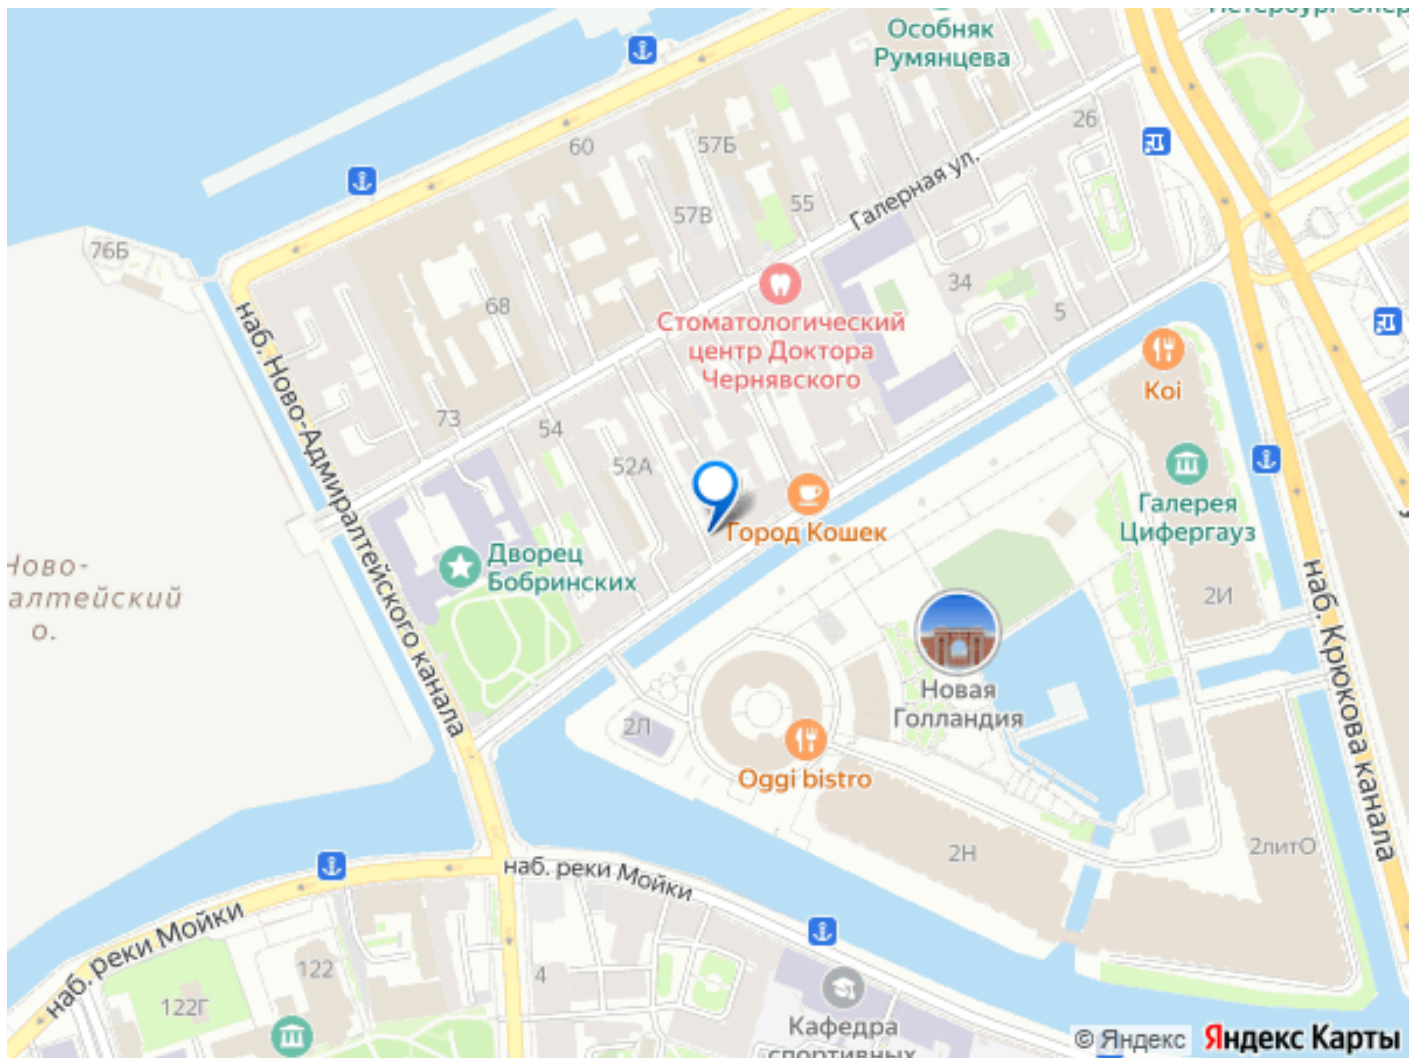 Особняк
Румянцева
26
60
57Б
Галерная ул.
55
57В
76Б
34
68
5
Стоматологический
центр Доктора
Чернявского
Koi
наб. Ново-Адмиралтейского канала
73
54
52А
Галерея
Цифергауз
Город Кошек
Дворец
Бобринских
о.
2И
наб. Крюкова канала
Новая
Голландия
2Л
Oggi bistro
2Н
2литО
наб. реки Мойки
наб. реки Мойки
122
4
122Г
Кафедра
спортивных
© Яндекс Яндекс Карты